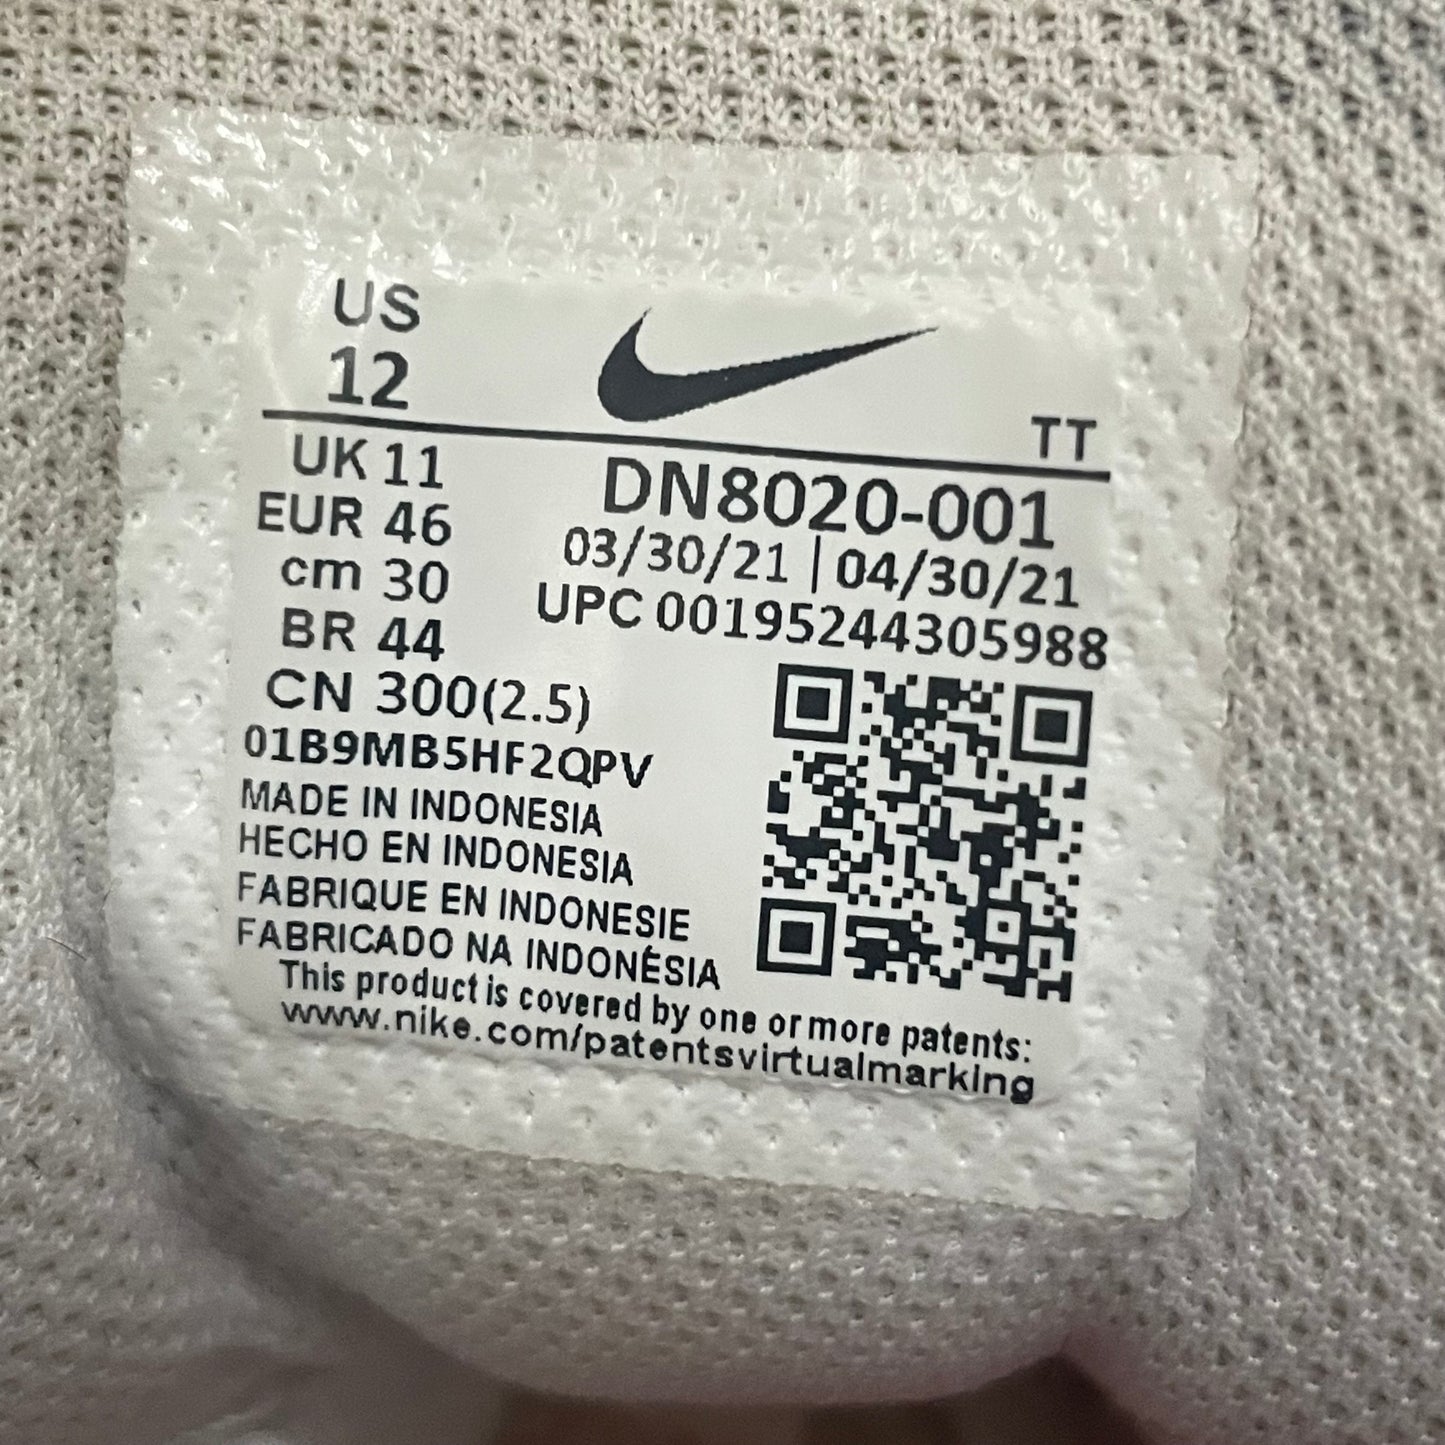 US
12
TT
UK 11
EUR 46
cm 30
BR 44
CN 300(2.5)
DN8020-001
03/30/21 | 04/30/21
UPC 00195244305988
01B9MB5HF2QPV
MADE IN INDONESIA
HECHO EN INDONESIA
FABRIQUE EN INDONESIE
FABRICADO NA INDONÉSIA
This product is covered by one or more patents:
www.nike.com/patentsvirtualmarking